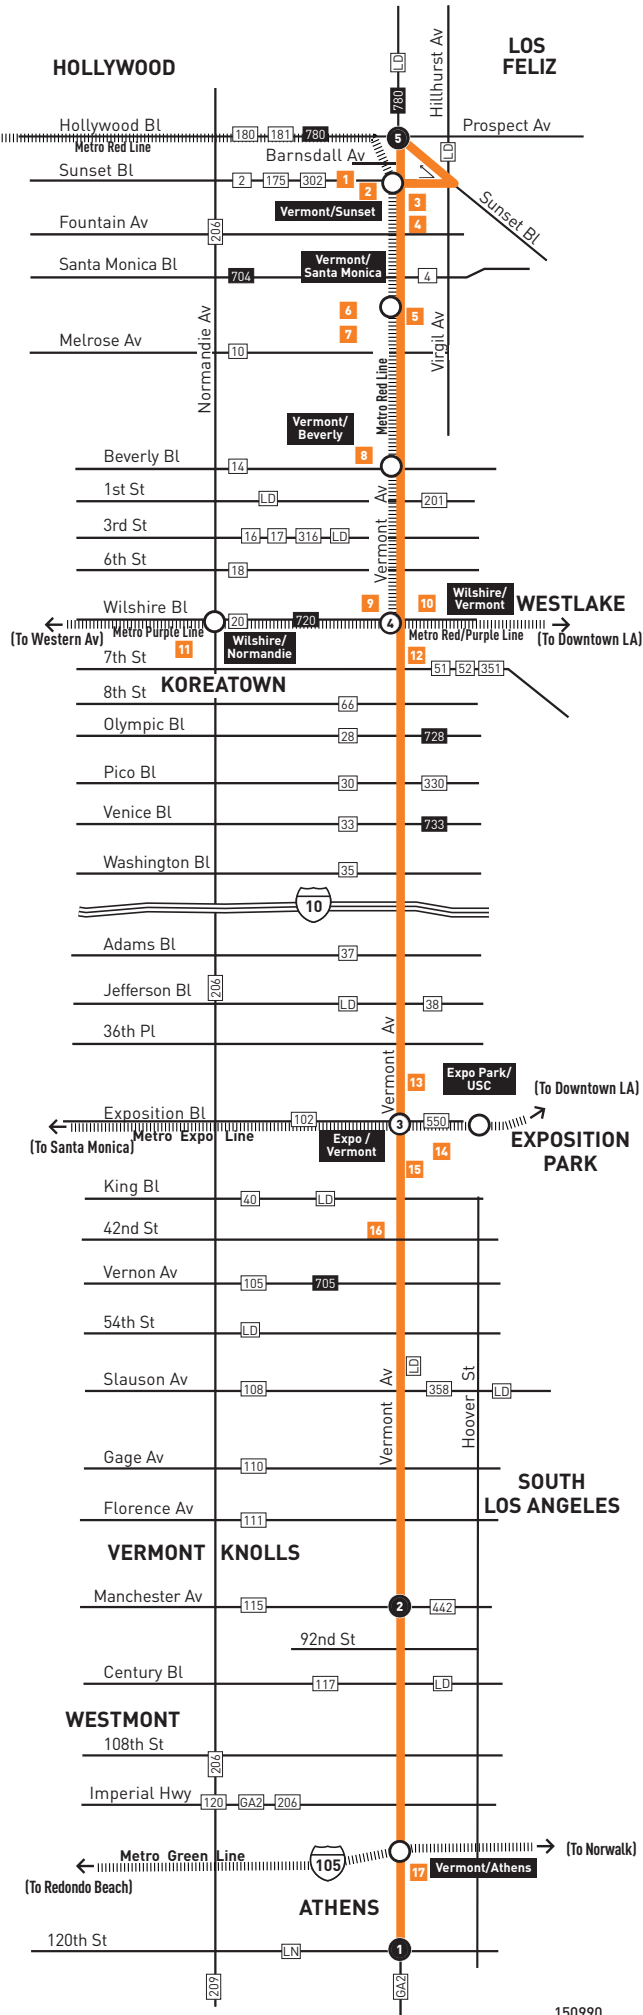 LOS
FELIZ
HOLLYWOOD
Hillhurst Av
LD
780
Hollywood Bl
180 181 780
5
Prospect Av
Metro Red Line
Barnsdall Av
LD
Sunset Bl
2 175 302 1
2
3
Vermont/Sunset
Sunset Bl
Fountain Av
206
4
Vermont/
Santa Monica
Santa Monica Bl
704
4
6
5
7
Normandie Av
Virgil Av
Melrose Av
10
Metro Red Line
Vermont/
Beverly
8
Beverly Bl
14
1st St
LD
201
Vermont Av
3rd St
16 17 316 LD
6th St
18
9
10
Wilshire/
Vermont
WESTLAKE
Wilshire Bl
20 720
4
(To Western Av)
Metro Purple Line
Wilshire/
Normandie
Metro Red/Purple Line
(To Downtown LA)
11
12
7th St
51 52 351
KOREATOWN
8th St
66
Olympic Bl
28
728
Pico Bl
30
330
Venice Bl
33
733
Washington Bl
35
10
Adams Bl
37
Jefferson Bl
206
LD
38
36th Pl
Vermont Av
13
Expo Park/
USC
(To Downtown LA)
Exposition Bl
102
3
550
(To Santa Monica)
Metro Expo Line
Expo /
Vermont
14
EXPOSITION
PARK
15
King Bl
40
LD
42nd St
16
Vernon Av
105
705
54th St
LD
LD
Slauson Av
108
358
LD
Vermont Av
Hoover St
Gage Av
110
SOUTH
LOS ANGELES
Florence Av
111
VERMONT KNOLLS
Manchester Av
115
2
442
92nd St
Century Bl
117
LD
WESTMONT
108th St
206
Imperial Hwy
120 GA2 206
Metro Green Line
105
(To Norwalk)
17
Vermont/Athens
(To Redondo Beach)
ATHENS
120th St
LN
1
209
GA2
150990